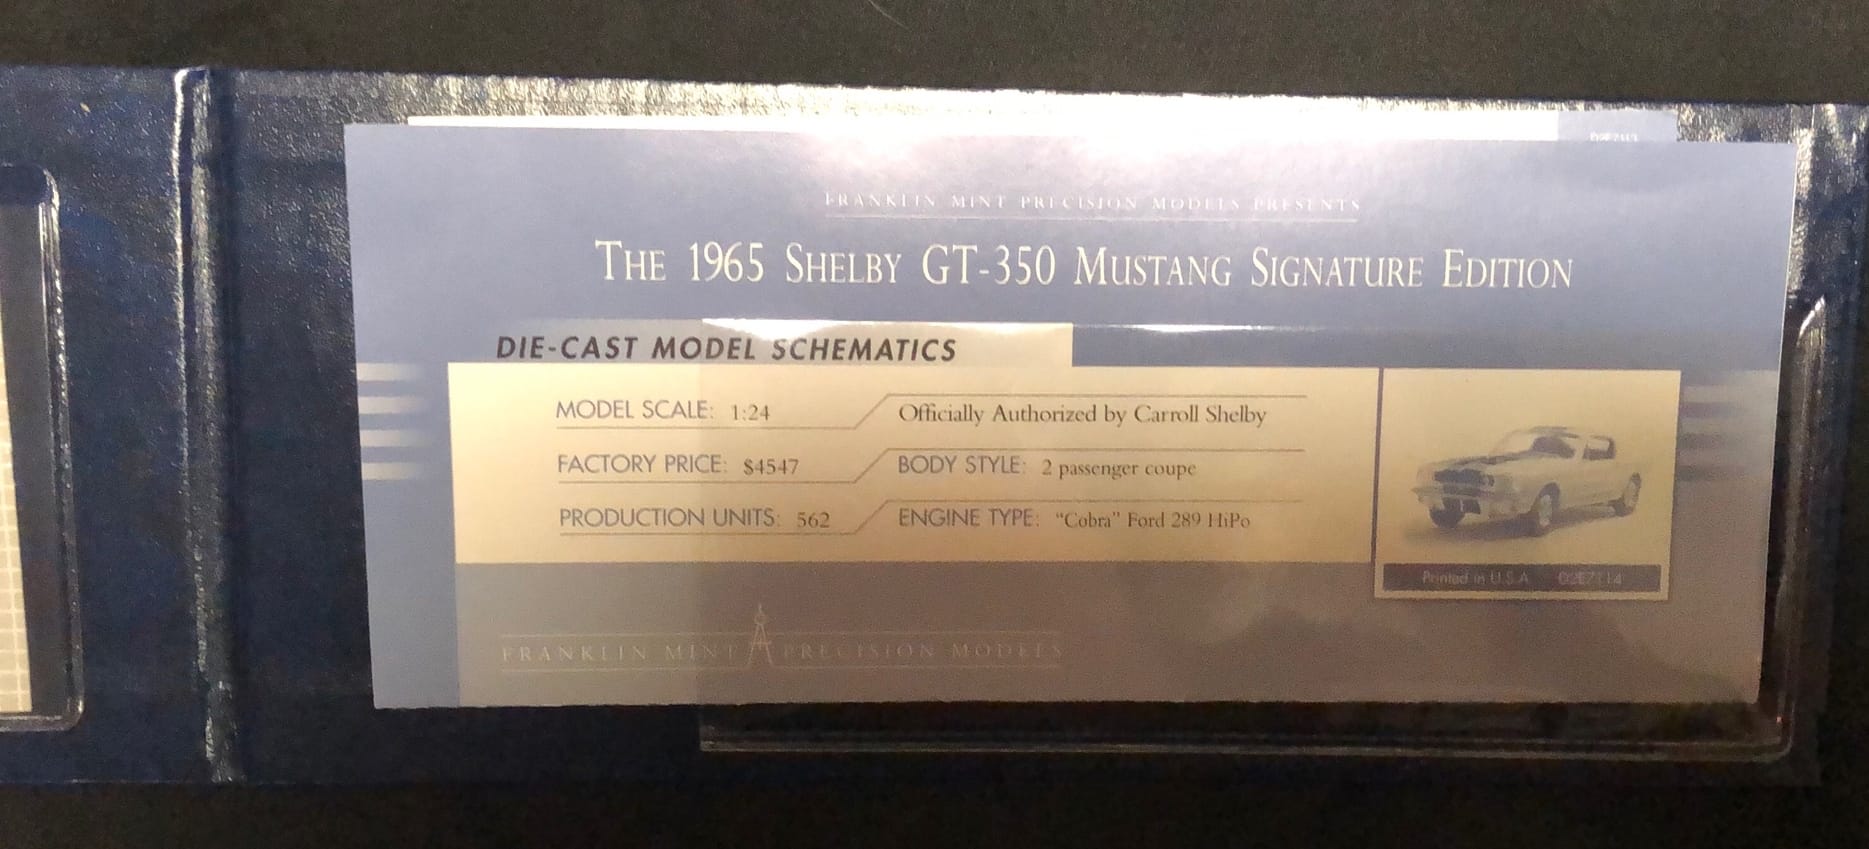 02E7113
FRANKLIN MINT PRECISION MODELS PRESENTS
THE 1965 SHELBY GT-350 MUSTANG SIGNATURE EDITION
DIE-CAST MODEL SCHEMATICS
MODEL SCALE: 1:24
Officially Authorized by Carroll Shelby
FACTORY PRICE: $4547
BODY STYLE: 2 passenger coupe
PRODUCTION UNITS: 562
ENGINE TYPE: “Cobra” Ford 289 HiPo
Printed in U.S.A. 02E7114
FRANKLIN MINT PRECISION MODELS